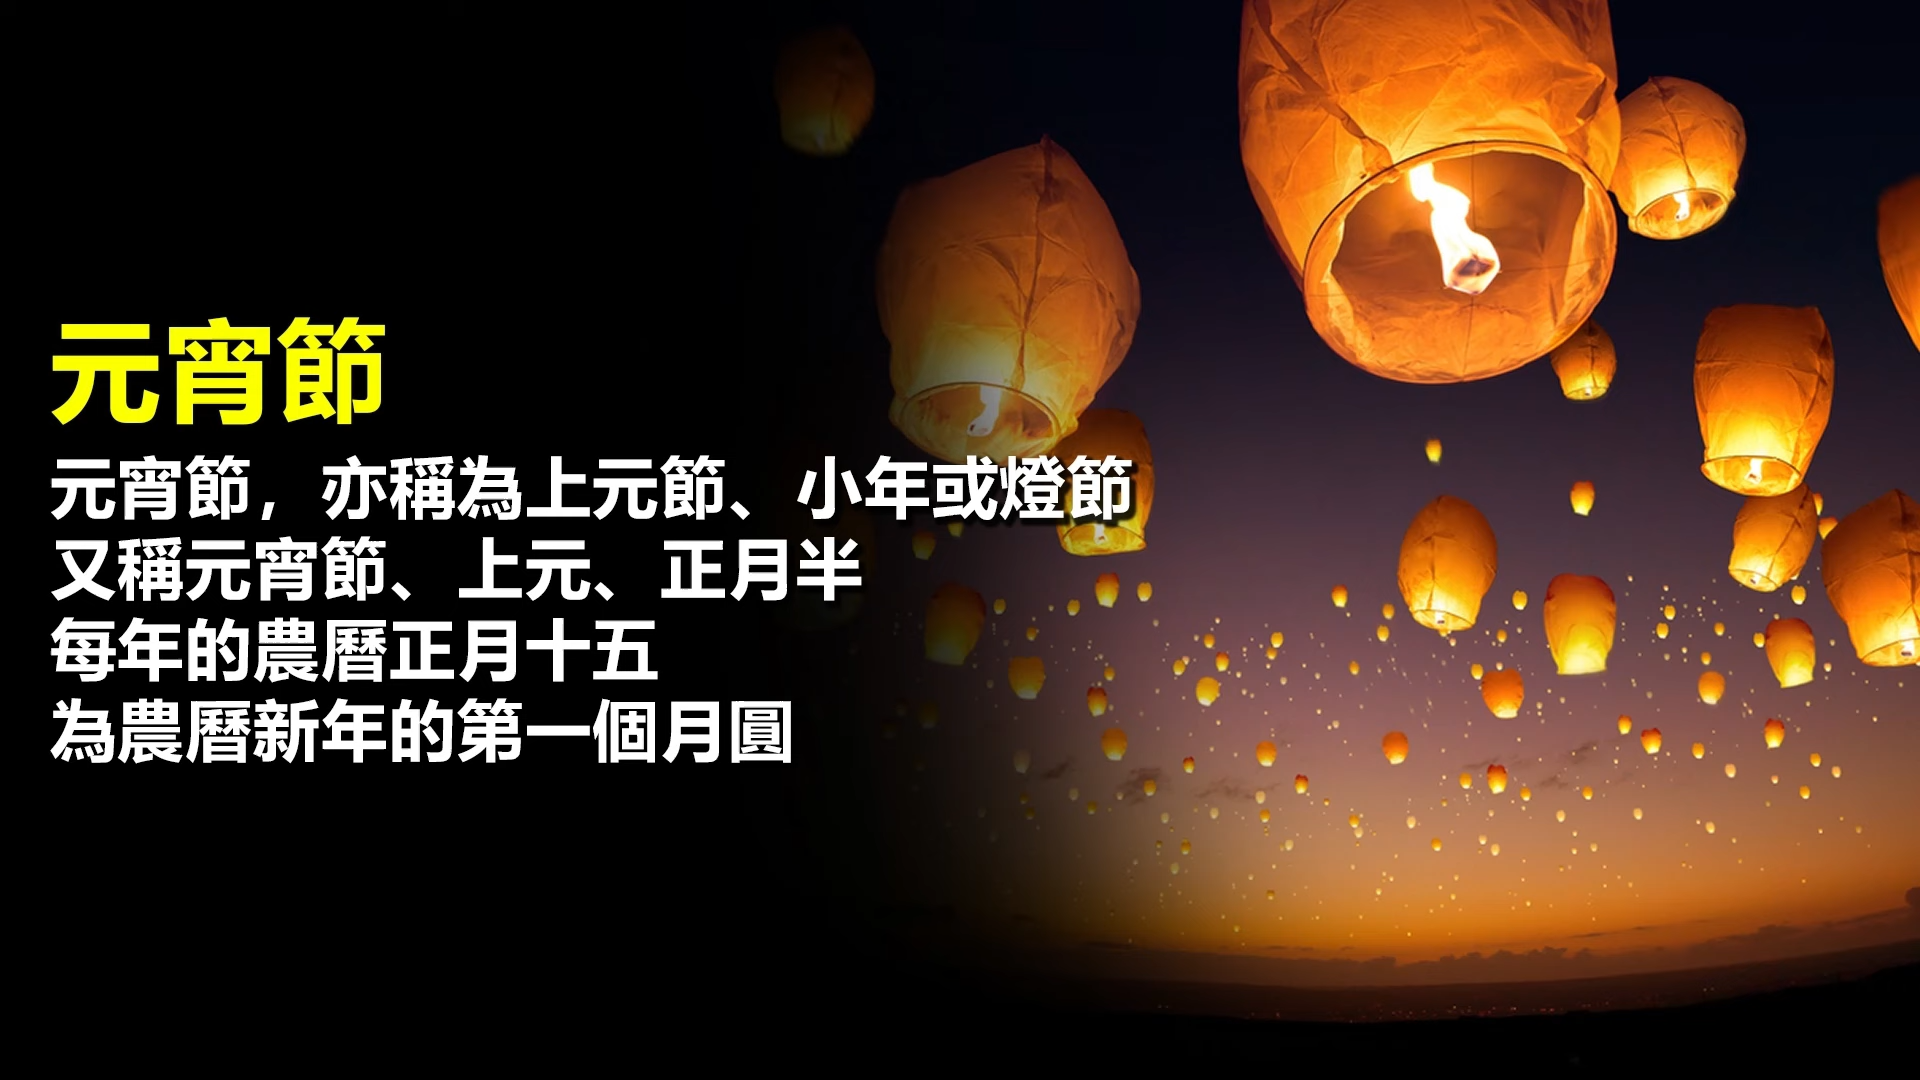 元宵節
元宵節，亦稱為上元節、小年或燈節
又稱元宵節、上元、正月半
每年的農曆正月十五
為農曆新年的第一個月圓